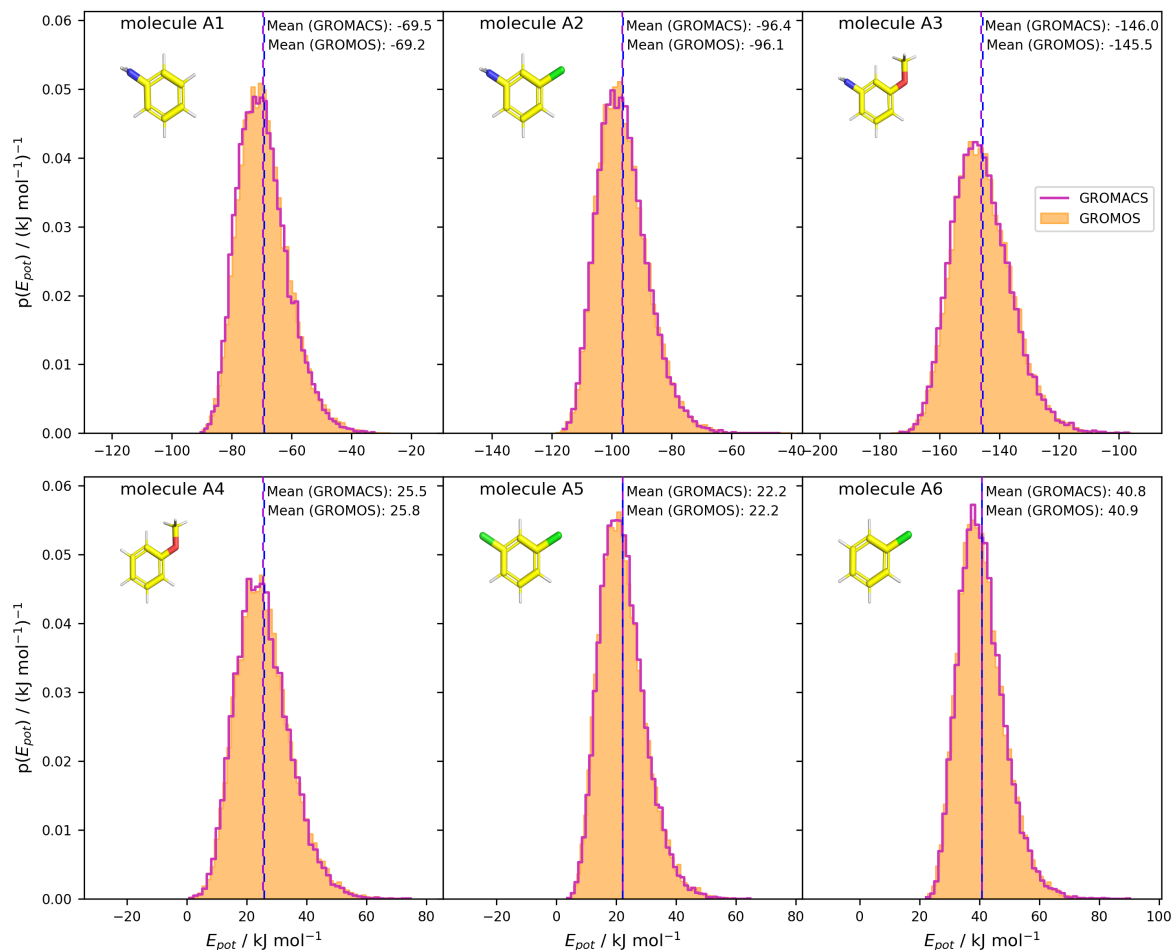 molecule A1
Mean (GROMACS): -69.5
Mean (GROMOS): -69.2
molecule A2
Mean (GROMACS): -96.4
Mean (GROMOS): -96.1
molecule A3
Mean (GROMACS): -146.0
Mean (GROMOS): -145.5
GROMACS
GROMOS
p(E_pot) / (kJ mol⁻¹)⁻¹
0.06
0.05
0.04
0.03
0.02
0.01
0.00
−120 −100 −80 −60 −40 −20
−140 −120 −100 −80 −60 −40
−200 −180 −160 −140 −120 −100
molecule A4
Mean (GROMACS): 25.5
Mean (GROMOS): 25.8
molecule A5
Mean (GROMACS): 22.2
Mean (GROMOS): 22.2
molecule A6
Mean (GROMACS): 40.8
Mean (GROMOS): 40.9
p(E_pot) / (kJ mol⁻¹)⁻¹
0.06
0.05
0.04
0.03
0.02
0.01
0.00
−20 0 20 40 60 80
−20 0 20 40 60 80
0 20 40 60 80 100
E_pot / kJ mol⁻¹
E_pot / kJ mol⁻¹
E_pot / kJ mol⁻¹